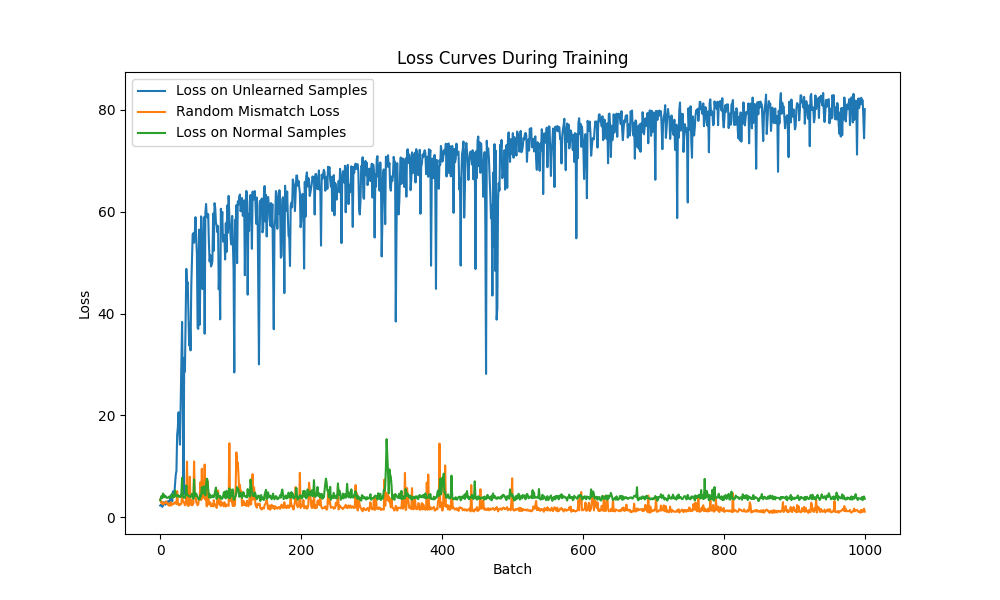 Loss Curves During Training
Loss on Unlearned Samples
Random Mismatch Loss
Loss on Normal Samples
Loss
80
60
40
20
0
0 200 400 600 800 1000
Batch